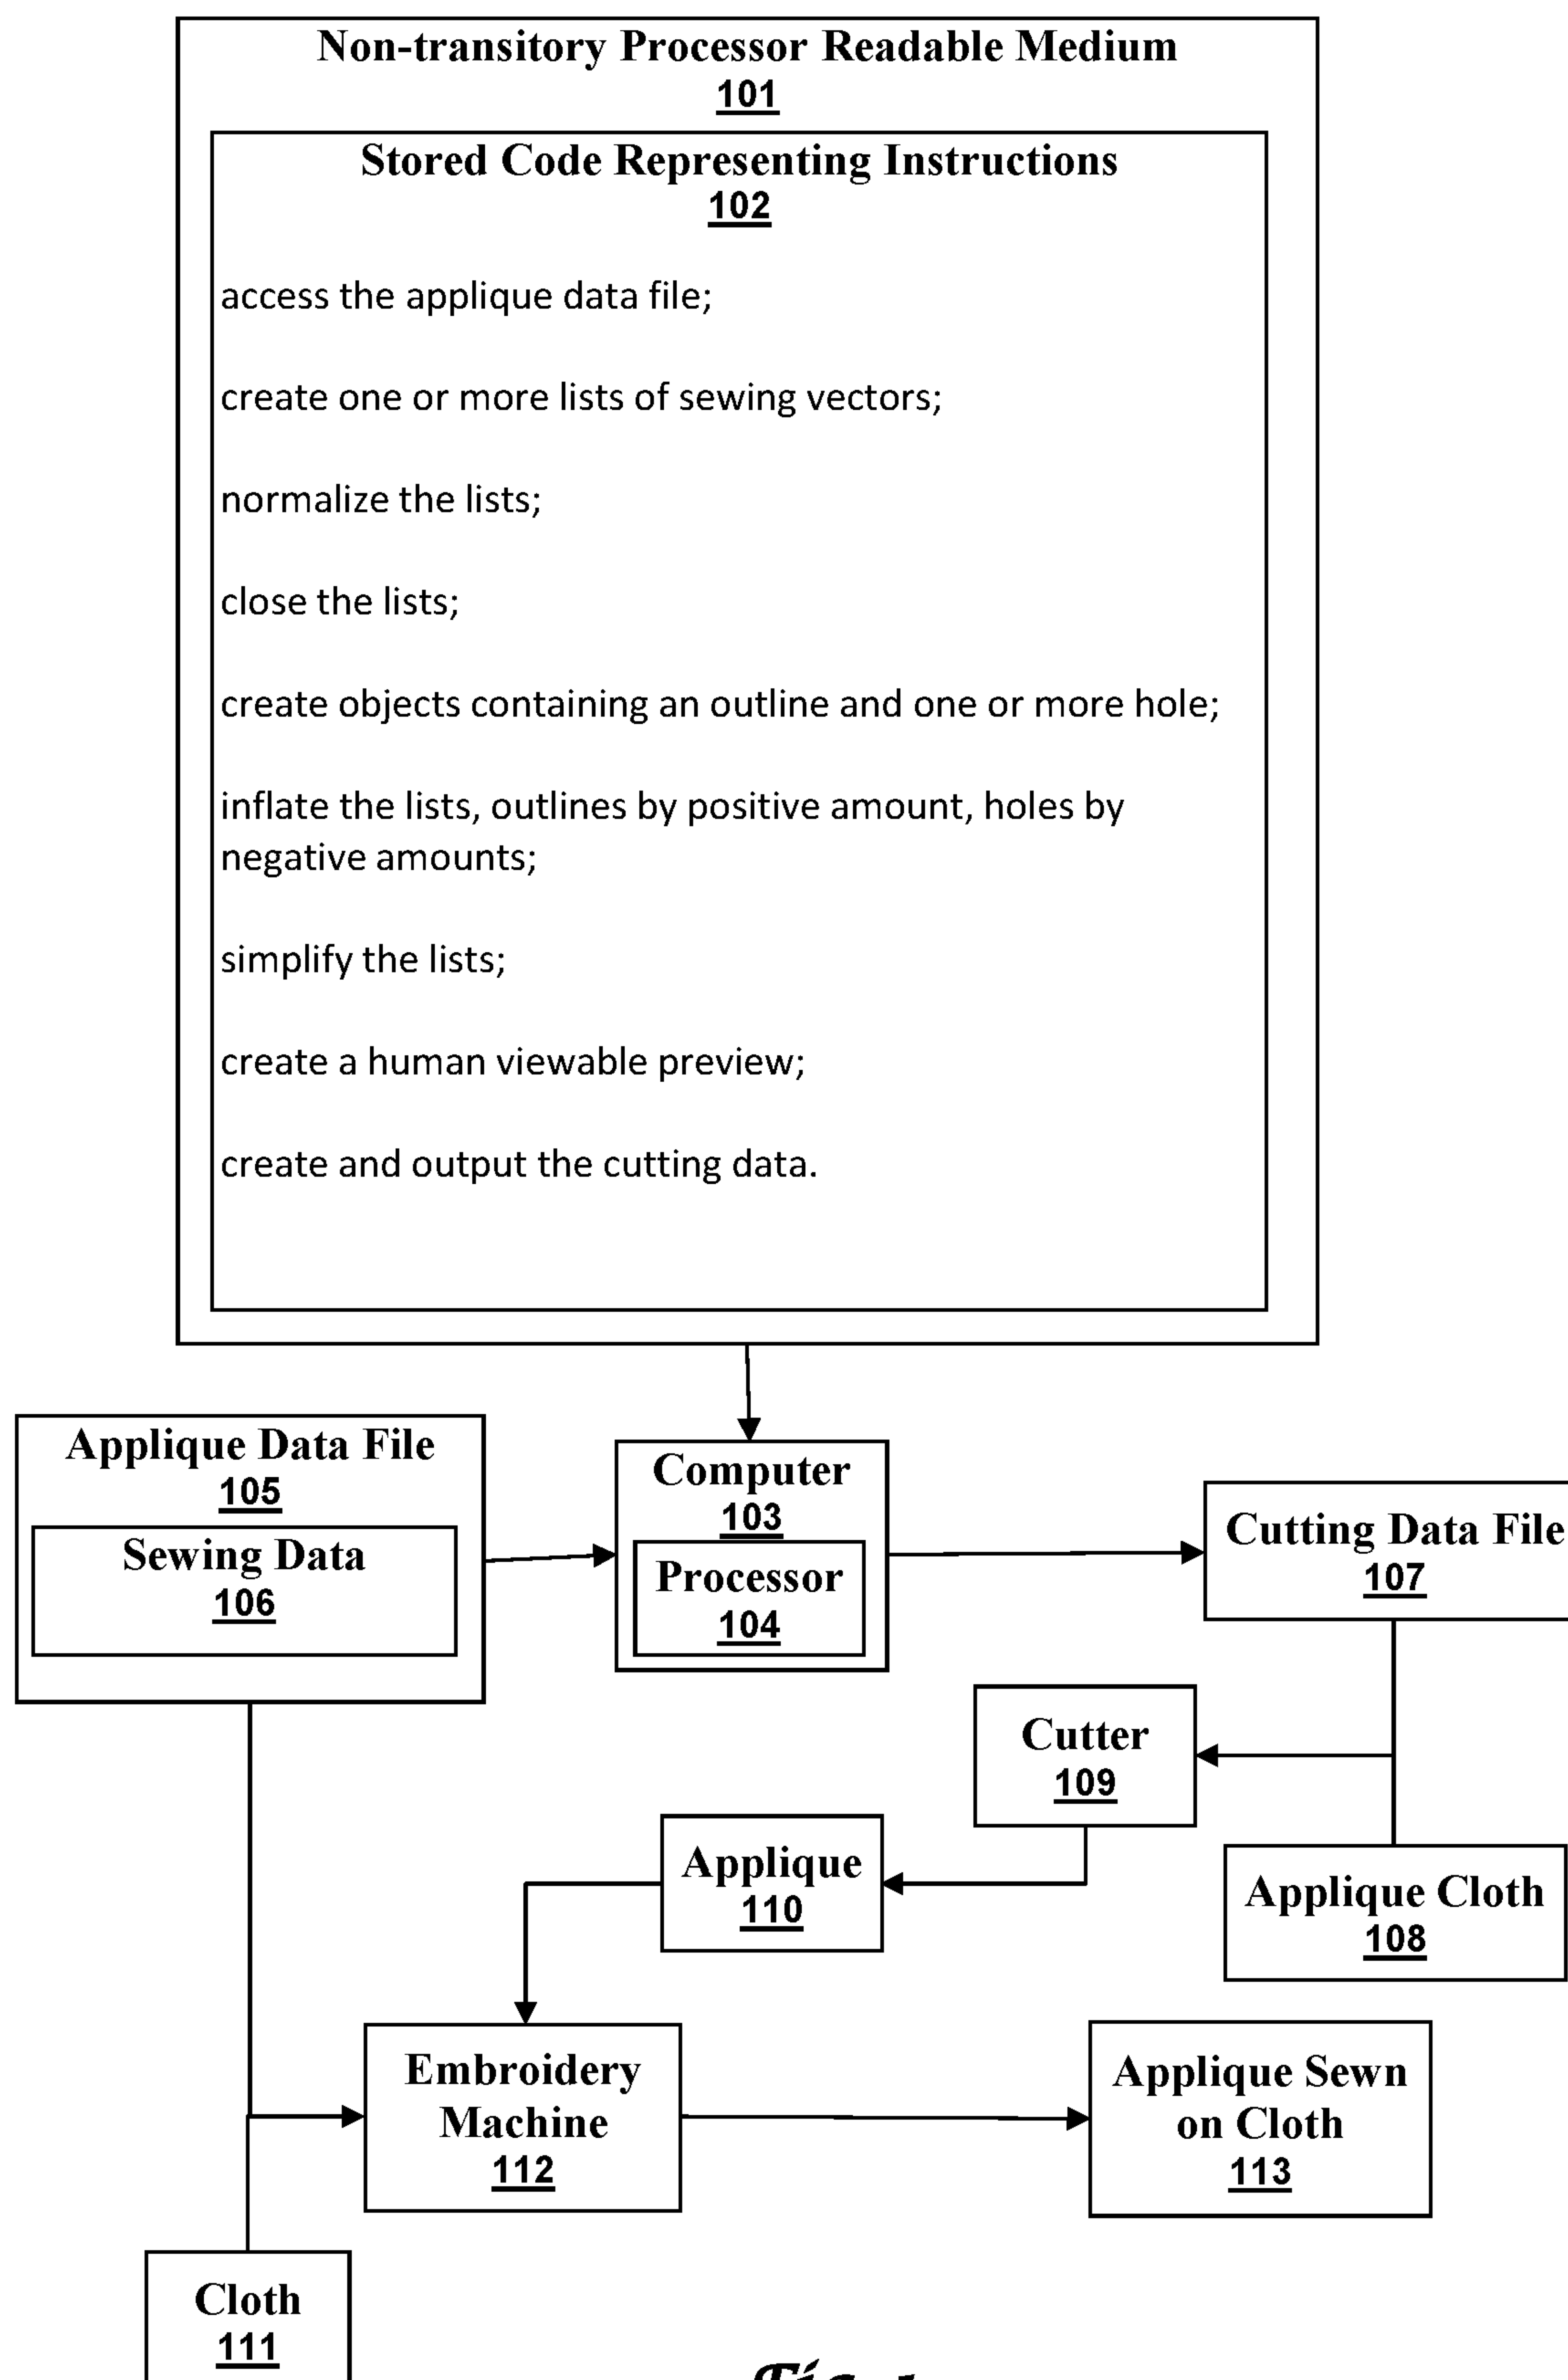 Non-transitory Processor Readable Medium
101
Stored Code Representing Instructions
102
access the applique data file;
create one or more lists of sewing vectors;
normalize the lists;
close the lists;
create objects containing an outline and one or more hole;
inflate the lists, outlines by positive amount, holes by
negative amounts;
simplify the lists;
create a human viewable preview;
create and output the cutting data.
Applique Data File
105
Sewing Data
106
Computer
103
Processor
104
Cutting Data File
107
Cutter
109
Applique
110
Applique Cloth
108
Embroidery
Machine
112
Applique Sewn
on Cloth
113
Cloth
111